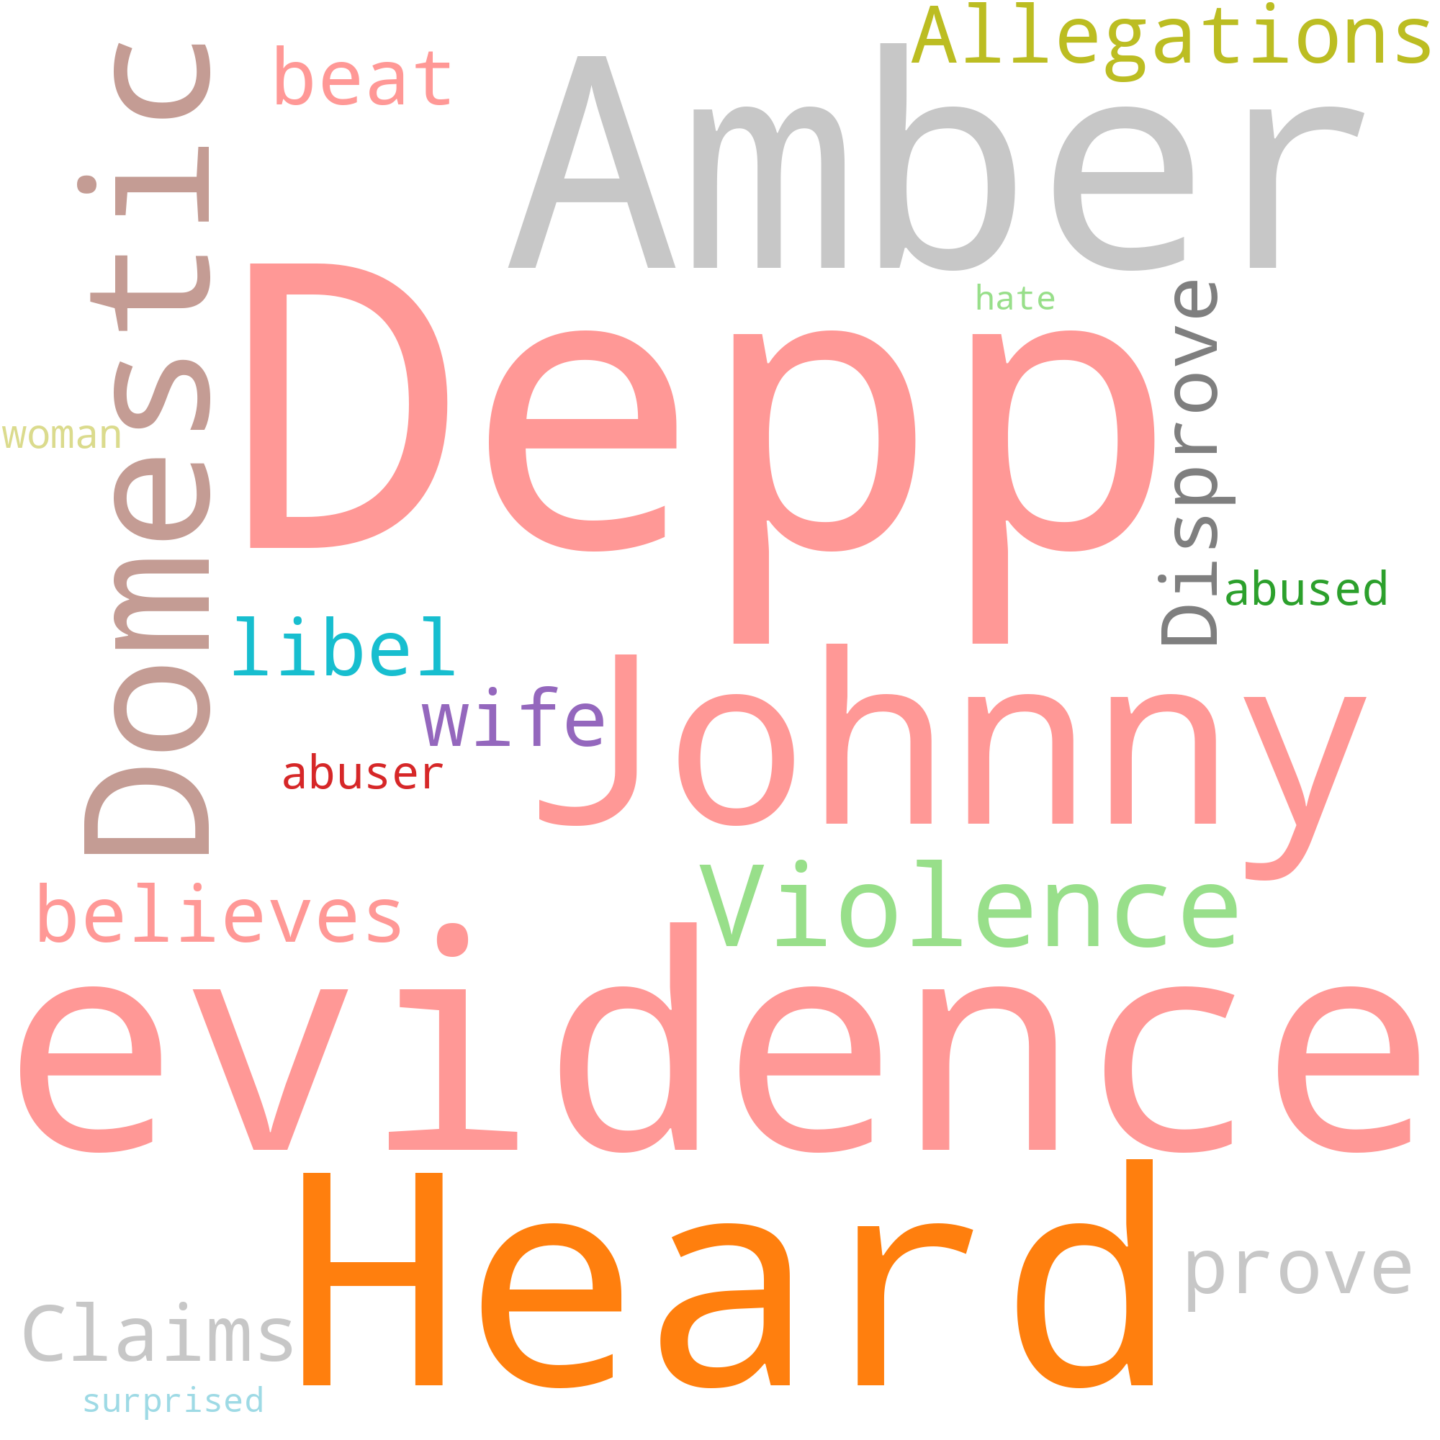 Allegations
beat
Amber
Domestic
Depp
hate
Disprove
woman
abused
libel
Johnny
wife
abuser
Violence
believes
evidence
Heard
prove
Claims
surprised